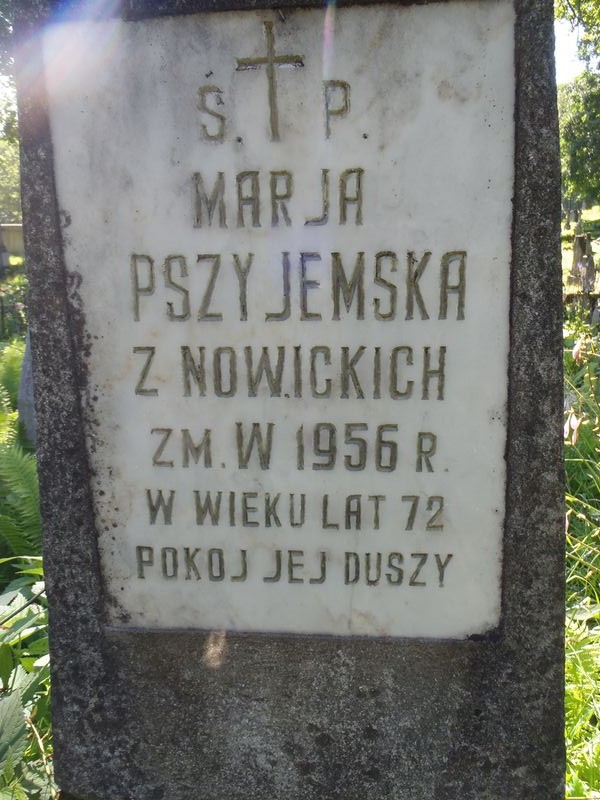 Ś. P.
MARJA
PSZYJEMSKA
Z NOWICKICH
ZM. W 1956 R.
W WIEKU LAT 72
POKOJ JEJ DUSZY